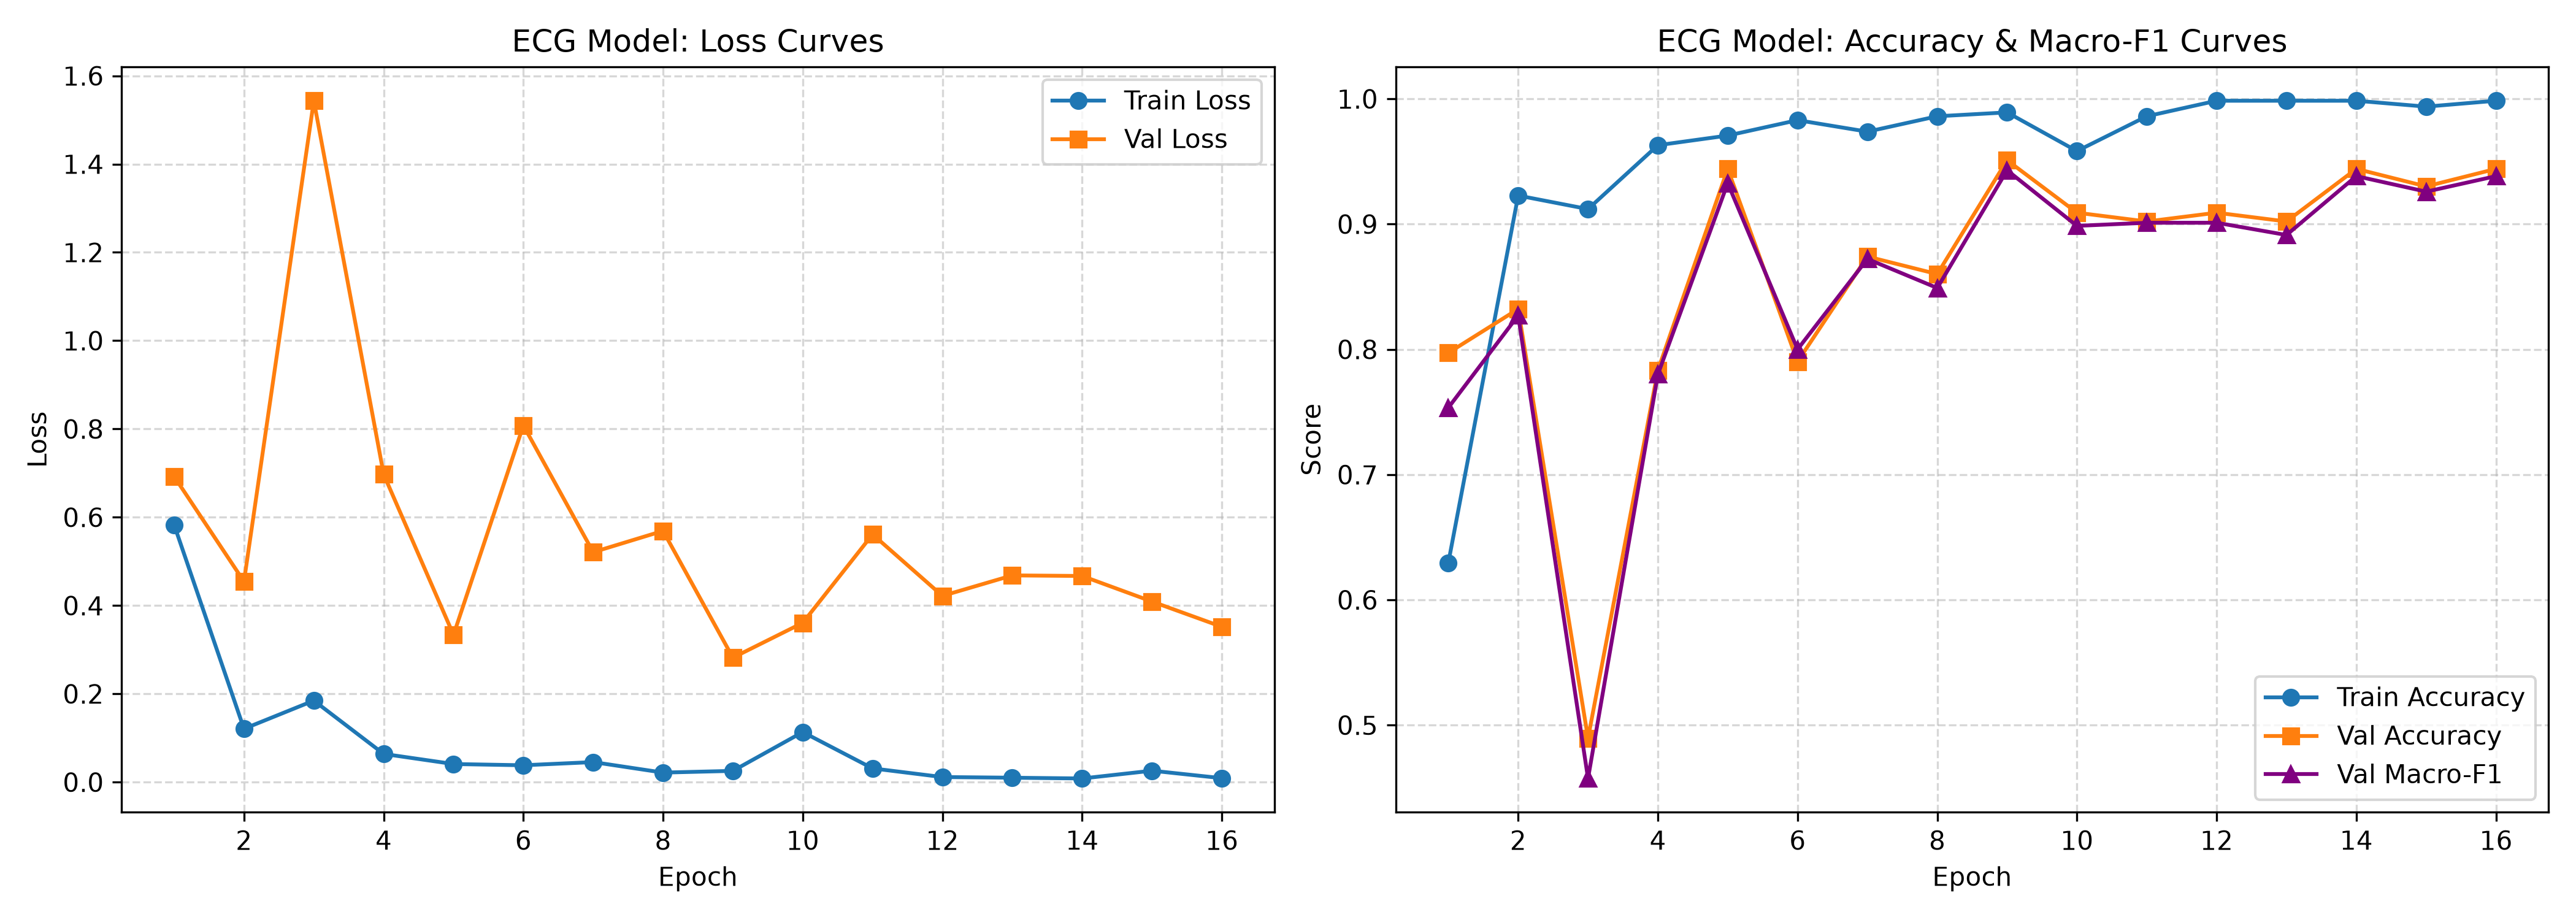 ECG Model: Loss Curves
1.6
1.4
1.2
1.0
0.8
0.6
0.4
0.2
0.0
Loss
Train Loss
Val Loss
2 4 6 8 10 12 14 16
Epoch
ECG Model: Accuracy & Macro-F1 Curves
1.0
0.9
0.8
0.7
0.6
0.5
Score
Train Accuracy
Val Accuracy
Val Macro-F1
2 4 6 8 10 12 14 16
Epoch